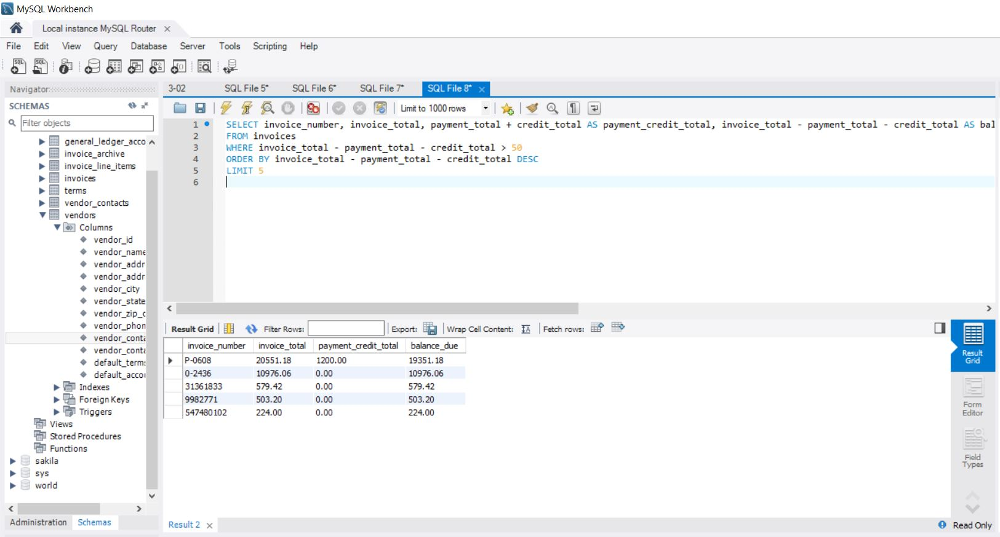 MySQL Workbench
Local instance MySQL Router
File Edit View Query Database Server Tools Scripting Help
Navigator
SCHEMAS
Filter objects
general_ledger_acco
invoice_archive
invoice_line_items
invoices
terms
vendor_contacts
vendors
Columns
vendor_id
vendor_name
vendor_addr
vendor_addr
vendor_city
vendor_state
vendor_zip_c
vendor_phon
vendor_conta
vendor_conta
default_terms
default_accou
Indexes
Foreign Keys
Triggers
Views
Stored Procedures
Functions
sakila
sys
world
Administration Schemas
3-02 SQL File 5* SQL File 6* SQL File 7* SQL File 8*
Limit to 1000 rows
1 SELECT invoice_number, invoice_total, payment_total + credit_total AS payment_credit_total, invoice_total - payment_total - credit_total AS bal
2 FROM invoices
3 WHERE invoice_total - payment_total - credit_total > 50
4 ORDER BY invoice_total - payment_total - credit_total DESC
5 LIMIT 5
6
Result Grid Filter Rows: Export: Wrap Cell Content: Fetch rows:
invoice_number invoice_total payment_credit_total balance_due
P-0608 20551.18 1200.00 19351.18
0-2436 10976.06 0.00 10976.06
31361833 579.42 0.00 579.42
9982771 503.20 0.00 503.20
547480102 224.00 0.00 224.00
Result
Grid
Form
Editor
Field
Types
Result 2
Read Only